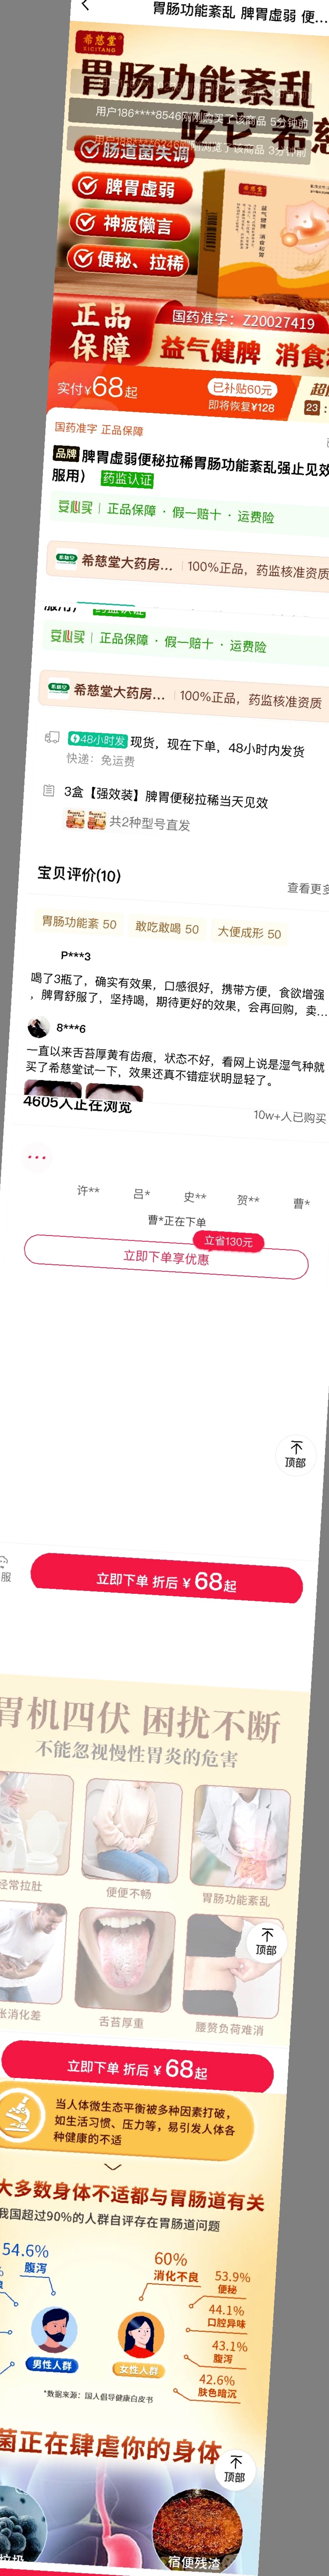 胃肠功能紊乱 脾胃虚弱 便...
希慈堂
XICITANG
胃肠功能紊乱
用户186****8546刚刚购买了该商品 5分钟前
吃它 希慈
刚浏览了该商品 3分钟前
肠道菌失调
脾胃虚弱
神疲懒言
便秘、拉稀
正品
保障
国药准字：Z20027419
益气健脾 消食
实付¥68起
已补贴60元
即将恢复¥128
超
23 :
国药准字 正品保障
品牌 脾胃虚弱便秘拉稀胃肠功能紊乱强止见效
服用） 药监认证
安心买 | 正品保障 · 假一赔十 · 运费险
希慈堂大药房... | 100%正品，药监核准资质
服用） 药监认证
安心买 | 正品保障 · 假一赔十 · 运费险
希慈堂大药房... | 100%正品，药监核准资质
48小时发 现货，现在下单，48小时内发货
快递：免运费
3盒【强效装】脾胃便秘拉稀当天见效
共2种型号直发
宝贝评价(10)
查看更多
胃肠功能紊 50 敢吃敢喝 50 大便成形 50
P***3
喝了3瓶了，确实有效果，口感很好，携带方便，食欲增强
，脾胃舒服了，坚持喝，期待更好的效果，会再回购，卖...
8***6
一直以来舌苔厚黄有齿痕，状态不好，看网上说是湿气种就
买了希慈堂试一下，效果还真不错症状明显轻了。
4605人正在浏览
10w+人已购买
...
许** 吕* 史** 贺** 曹*
曹*正在下单
立省130元
立即下单享优惠
顶部
服
立即下单 折后 ¥ 68起
胃机四伏 困扰不断
不能忽视慢性胃炎的危害
经常拉肚
便便不畅
胃肠功能紊乱
顶部
胀消化差
舌苔厚重
腰赘负荷难消
立即下单 折后 ¥ 68起
当人体微生态平衡被多种因素打破，
如生活习惯、压力等，易引发人体各
种健康的不适
大多数身体不适都与胃肠道有关
我国超过90%的人群自评存在胃肠道问题
54.6%
腹泻
60%
消化不良
53.9%
便秘
44.1%
口腔异味
43.1%
腹泻
42.6%
肤色暗沉
男性人群
女性人群
*数据来源：国人倡导健康白皮书
菌正在肆虐你的身体
顶部
垃圾
宿便残渣